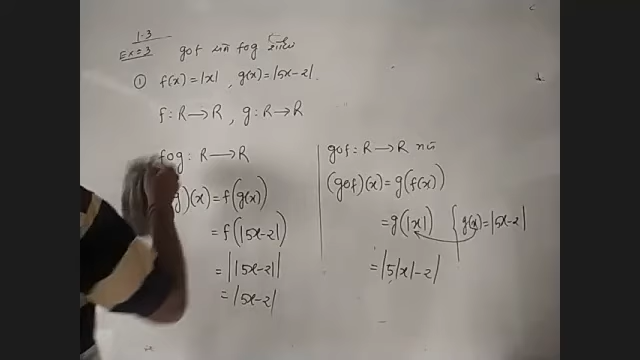 1.3
Ex=3 gof અને fog શોધો
① f(x)=|x| , g(x)=|5x-2|.
f: R→R, g: R→R
fog: R→R
g)(x) = f(g(x))
= f(|5x-2|)
= ||5x-2||
= |5x-2|
gof: R→R અને
(gof)(x) = g(f(x))
= g(|x|) { g(x)=|5x-2|
= |5|x|-2|